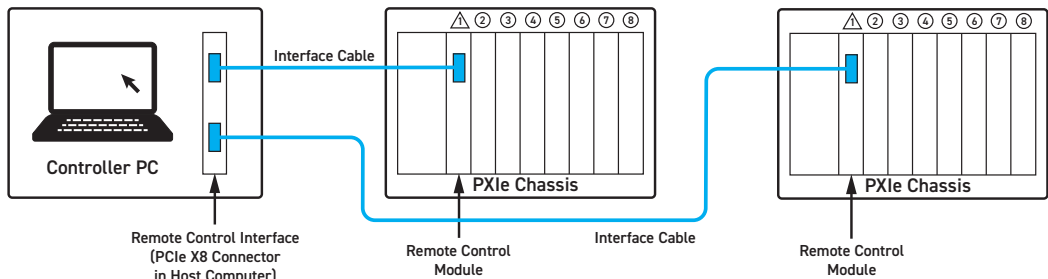 1 2 3 4 5 6 7 8
1 2 3 4 5 6 7 8
Interface Cable
Controller PC
PXIe Chassis
PXIe Chassis
Remote Control Interface
(PCIe X8 Connector
in Host Computer)
Remote Control
Module
Interface Cable
Remote Control
Module